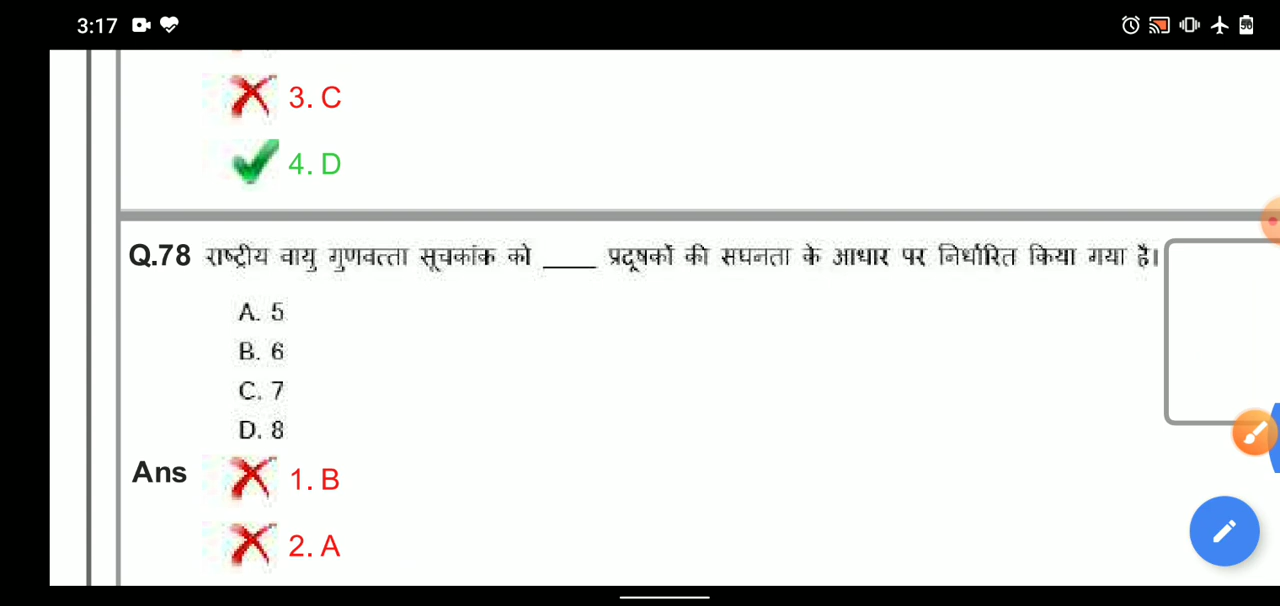 3:17
3. C
4. D
Q.78 राष्ट्रीय वायु गुणवत्ता सूचकांक को ____ प्रदूषकों की सघनता के आधार पर निर्धारित किया गया है।
A. 5
B. 6
C. 7
D. 8
Ans 1. B
2. A